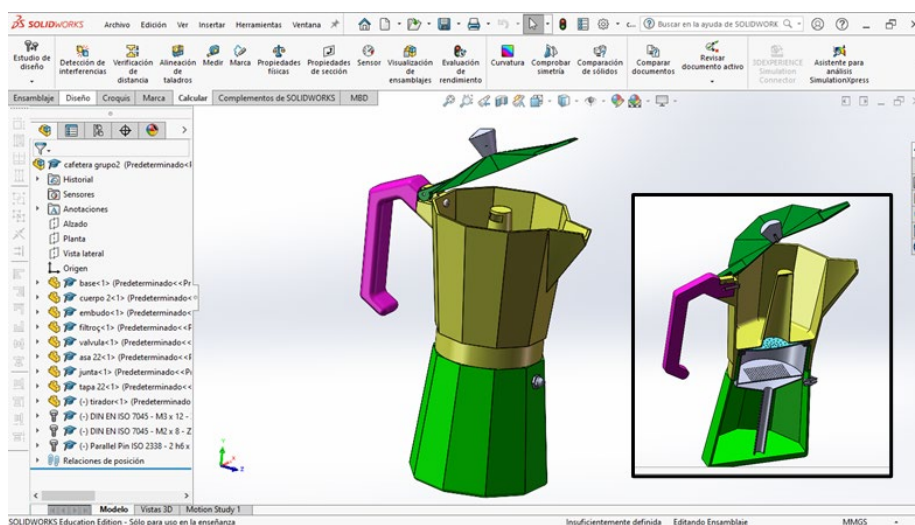 SOLIDWORKS Archivo Edición Ver Insertar Herramientas Ventana
Buscar en la ayuda de SOLIDWORK
Estudio de diseño
Detección de interferencias
Verificación de distancia
Alineación de taladros
Medir
Marca
Propiedades físicas
Propiedades de sección
Sensor
Visualización de ensamblajes
Evaluación de rendimiento
Curvatura
Comprobar simetría
Comparación de sólidos
Comparar documentos
Revisar documento activo
3DEXPERIENCE Simulation Connector
Asistente para análisis SimulationXpress
Ensamblaje Diseño Croquis Marca Calcular Complementos de SOLIDWORKS MBD
cafetera grupo2 (Predeterminado<
Historial
Sensores
Anotaciones
Alzado
Planta
Vista lateral
Origen
base<1> (Predeterminado<<Pr
cuerpo 2<1> (Predeterminado<
embudo<1> (Predeterminado<<
filtroç<1> (Predeterminado<<F
valvula<1> (Predeterminado<<
asa 22<1> (Predeterminado<<F
junta<1> (Predeterminado<<
tapa 22<1> (Predeterminado<<
(-) tirador<1> (Predeterminado
(-) DIN EN ISO 7045 - M3 x 12 -
(-) DIN EN ISO 7045 - M2 x 8 - Z
(-) Parallel Pin ISO 2338 - 2 h6 x
Relaciones de posición
Modelo Vistas 3D Motion Study 1
SOLIDWORKS Education Edition - Sólo para uso en la enseñanza
Insuficientemente definida Editando Ensamblaje MMGS